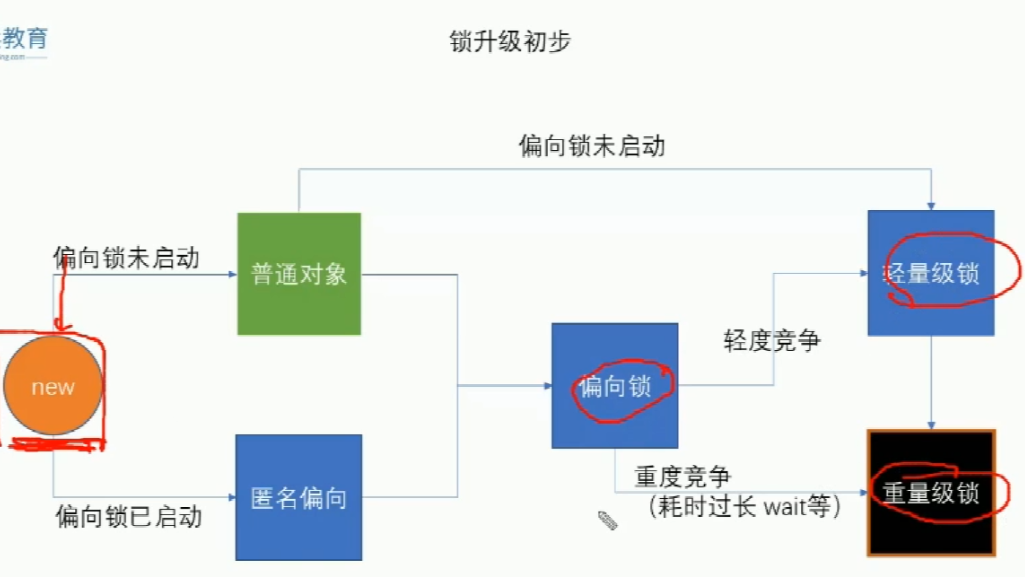 教育
锁升级初步
偏向锁未启动
偏向锁未启动
普通对象
轻量级锁
轻度竞争
new
偏向锁
重度竞争
（耗时过长 wait等）
重量级锁
匿名偏向
偏向锁已启动